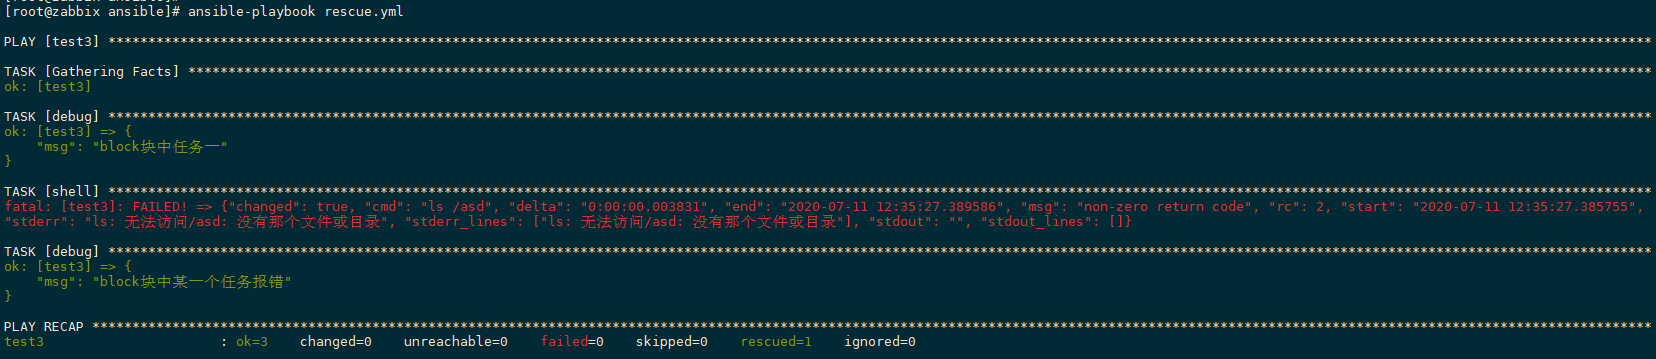 [root@zabbix ansible]# ansible-playbook rescue.yml
PLAY [test3] ****************************************************************************************************************************************************************************************************
TASK [Gathering Facts] ******************************************************************************************************************************************************************************************
ok: [test3]
TASK [debug] ****************************************************************************************************************************************************************************************************
ok: [test3] => {
    "msg": "block块中任务一"
}
TASK [shell] ****************************************************************************************************************************************************************************************************
fatal: [test3]: FAILED! => {"changed": true, "cmd": "ls /asd", "delta": "0:00:00.003831", "end": "2020-07-11 12:35:27.389586", "msg": "non-zero return code", "rc": 2, "start": "2020-07-11 12:35:27.385755",
"stderr": "ls: 无法访问/asd: 没有那个文件或目录", "stderr_lines": ["ls: 无法访问/asd: 没有那个文件或目录"], "stdout": "", "stdout_lines": []}
TASK [debug] ****************************************************************************************************************************************************************************************************
ok: [test3] => {
    "msg": "block块中某一个任务报错"
}
PLAY RECAP ******************************************************************************************************************************************************************************************************
test3                      : ok=3    changed=0    unreachable=0    failed=0    skipped=0    rescued=1    ignored=0